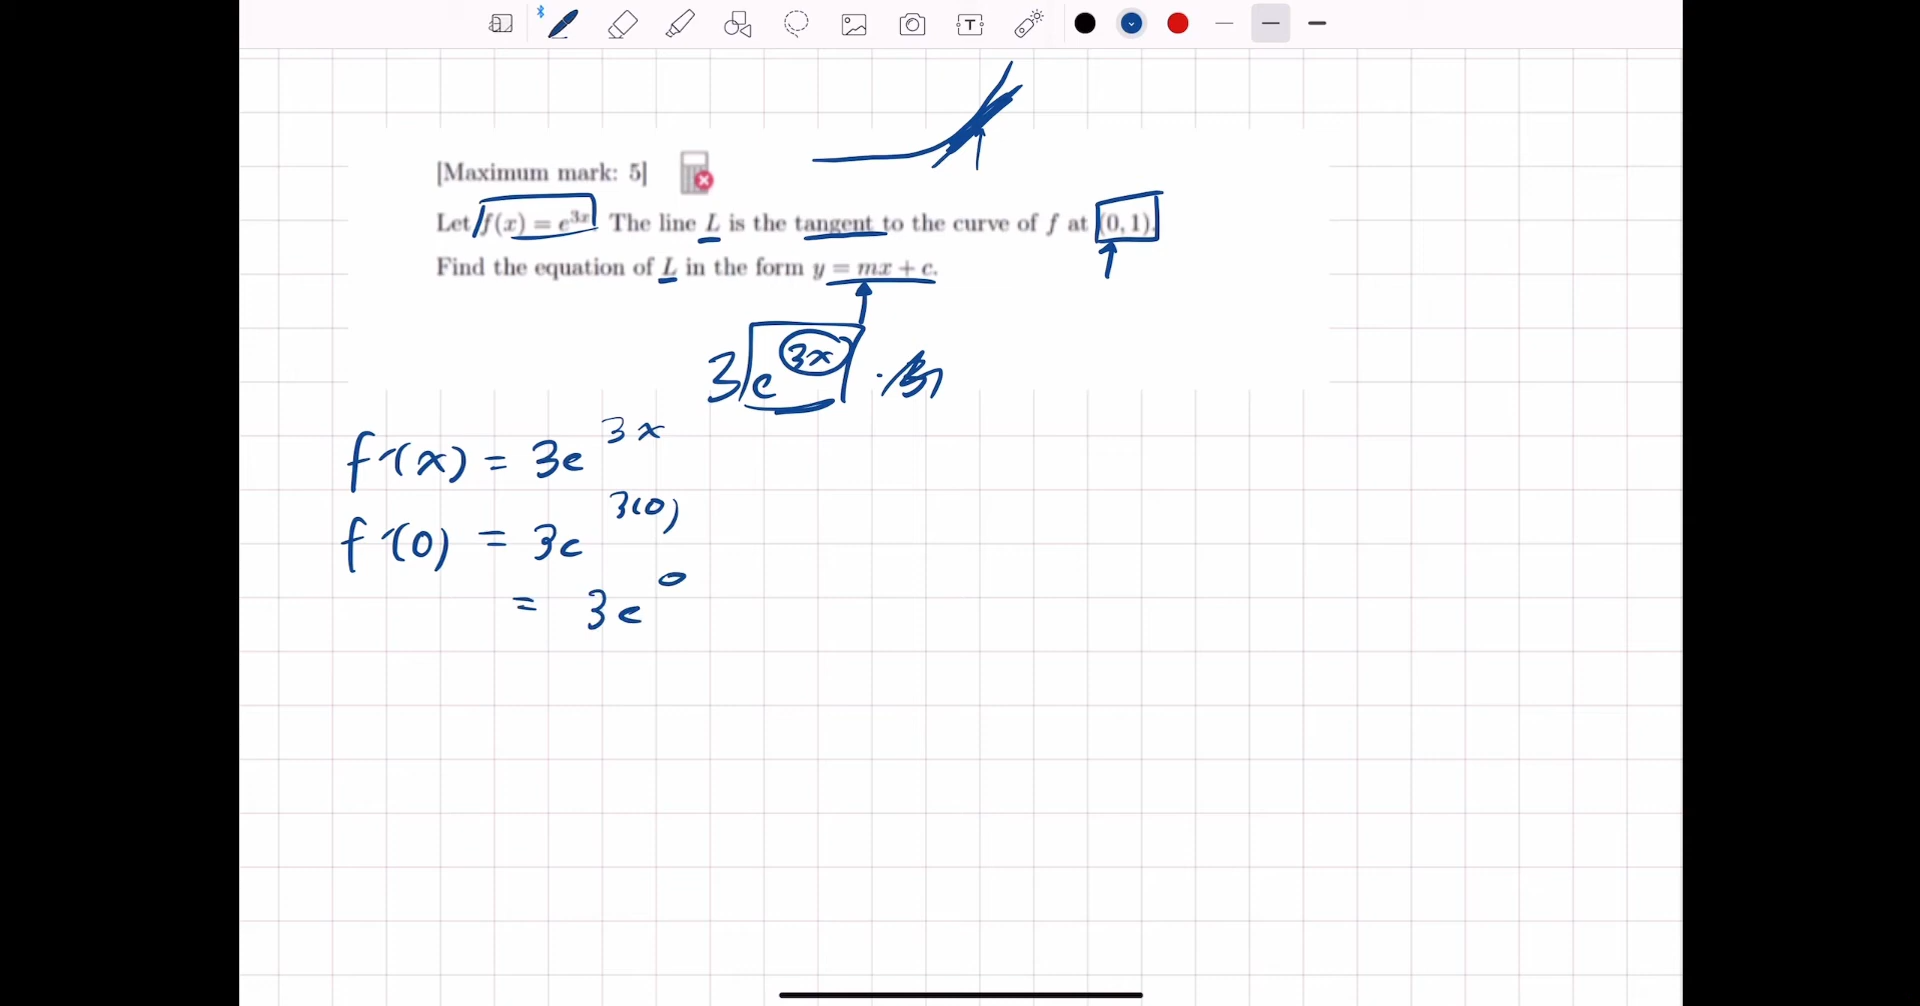 [Maximum mark: 5]
Let f(x) = e^{3x} The line L is the tangent to the curve of f at (0, 1).
Find the equation of L in the form y = mx + c.
3 e^{3x} ·
f'(x) = 3e^{3x}
f'(0) = 3e^{3(0)}
= 3e^{0}